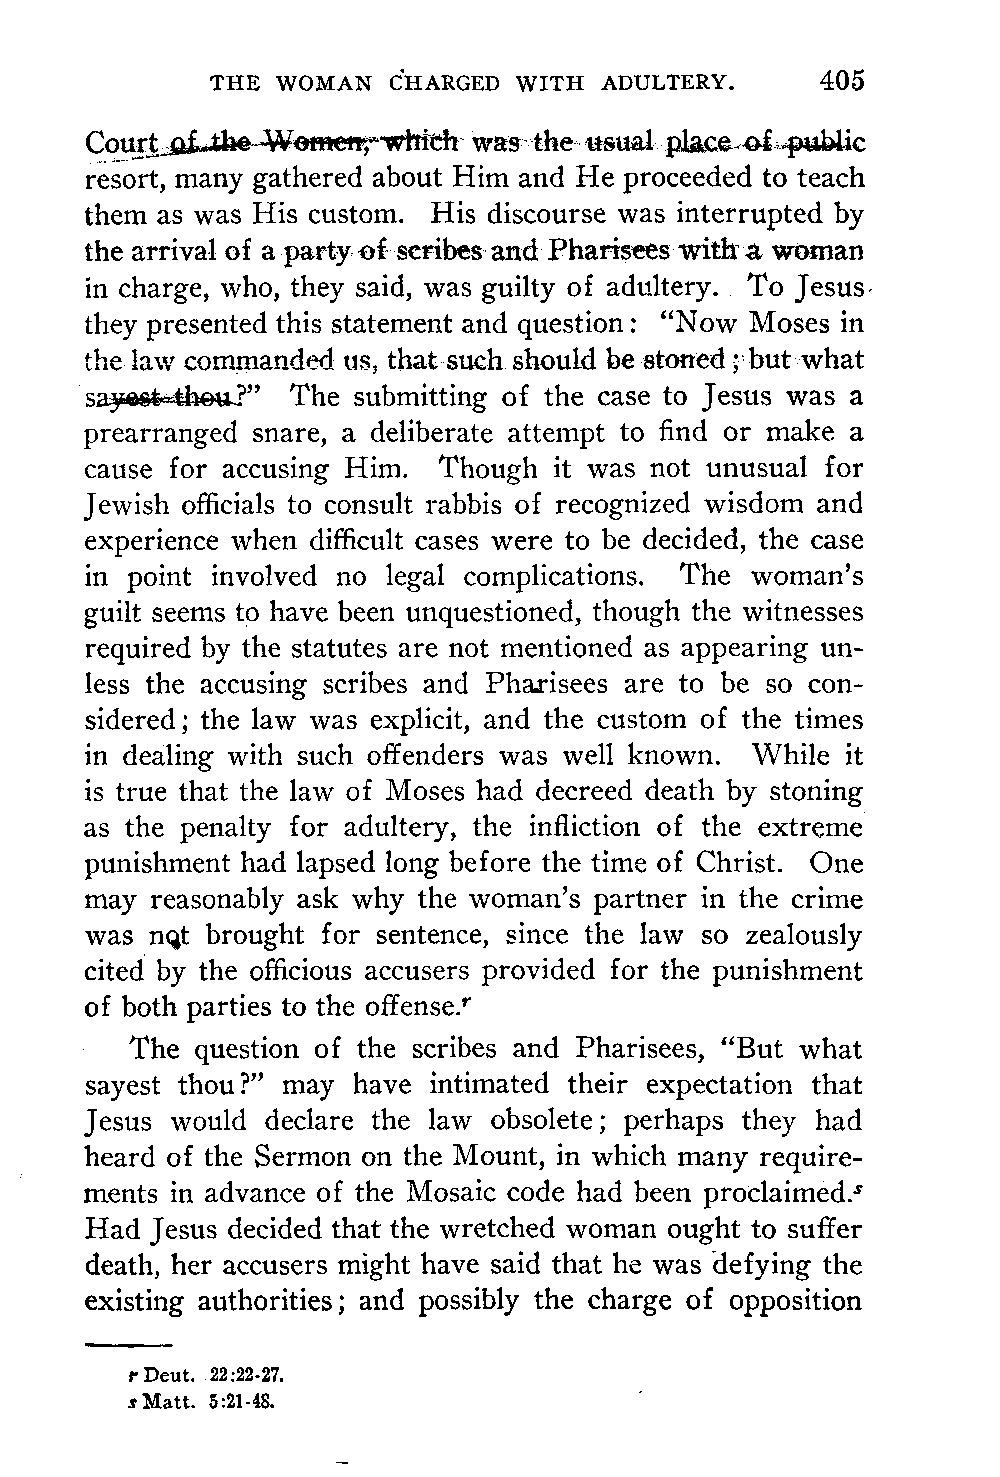 THE WOMAN CHARGED WITH ADULTERY. 405
Court of the Women, which was the usual place of public
resort, many gathered about Him and He proceeded to teach
them as was His custom. His discourse was interrupted by
the arrival of a party of scribes and Pharisees with a woman
in charge, who, they said, was guilty of adultery. To Jesus
they presented this statement and question: “Now Moses in
the law commanded us, that such should be stoned; but what
sayest thou?” The submitting of the case to Jesus was a
prearranged snare, a deliberate attempt to find or make a
cause for accusing Him. Though it was not unusual for
Jewish officials to consult rabbis of recognized wisdom and
experience when difficult cases were to be decided, the case
in point involved no legal complications. The woman’s
guilt seems to have been unquestioned, though the witnesses
required by the statutes are not mentioned as appearing un-
less the accusing scribes and Pharisees are to be so con-
sidered; the law was explicit, and the custom of the times
in dealing with such offenders was well known. While it
is true that the law of Moses had decreed death by stoning
as the penalty for adultery, the infliction of the extreme
punishment had lapsed long before the time of Christ. One
may reasonably ask why the woman’s partner in the crime
was not brought for sentence, since the law so zealously
cited by the officious accusers provided for the punishment
of both parties to the offense.r
The question of the scribes and Pharisees, “But what
sayest thou?” may have intimated their expectation that
Jesus would declare the law obsolete; perhaps they had
heard of the Sermon on the Mount, in which many require-
ments in advance of the Mosaic code had been proclaimed.s
Had Jesus decided that the wretched woman ought to suffer
death, her accusers might have said that he was defying the
existing authorities; and possibly the charge of opposition
r Deut. 22:22-27.
s Matt. 5:21-48.